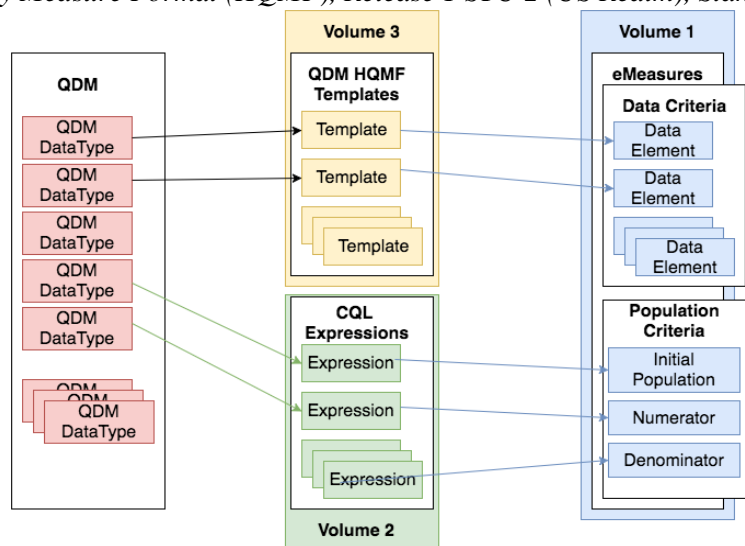 y Measure Format (HQMF), Release 1 STU 2 (US Realm), Stan
Volume 3
Volume 1
QDM
QDM HQMF
Templates
eMeasures
Data Criteria
QDM
DataType
Template
Data
Element
QDM
DataType
Template
Data
Element
QDM
DataType
Template
Data
Element
QDM
DataType
CQL
Expressions
Population
Criteria
QDM
DataType
Expression
Initial
Population
QDM
QDM
QDM
DataType
Expression
Numerator
Expression
Denominator
Volume 2